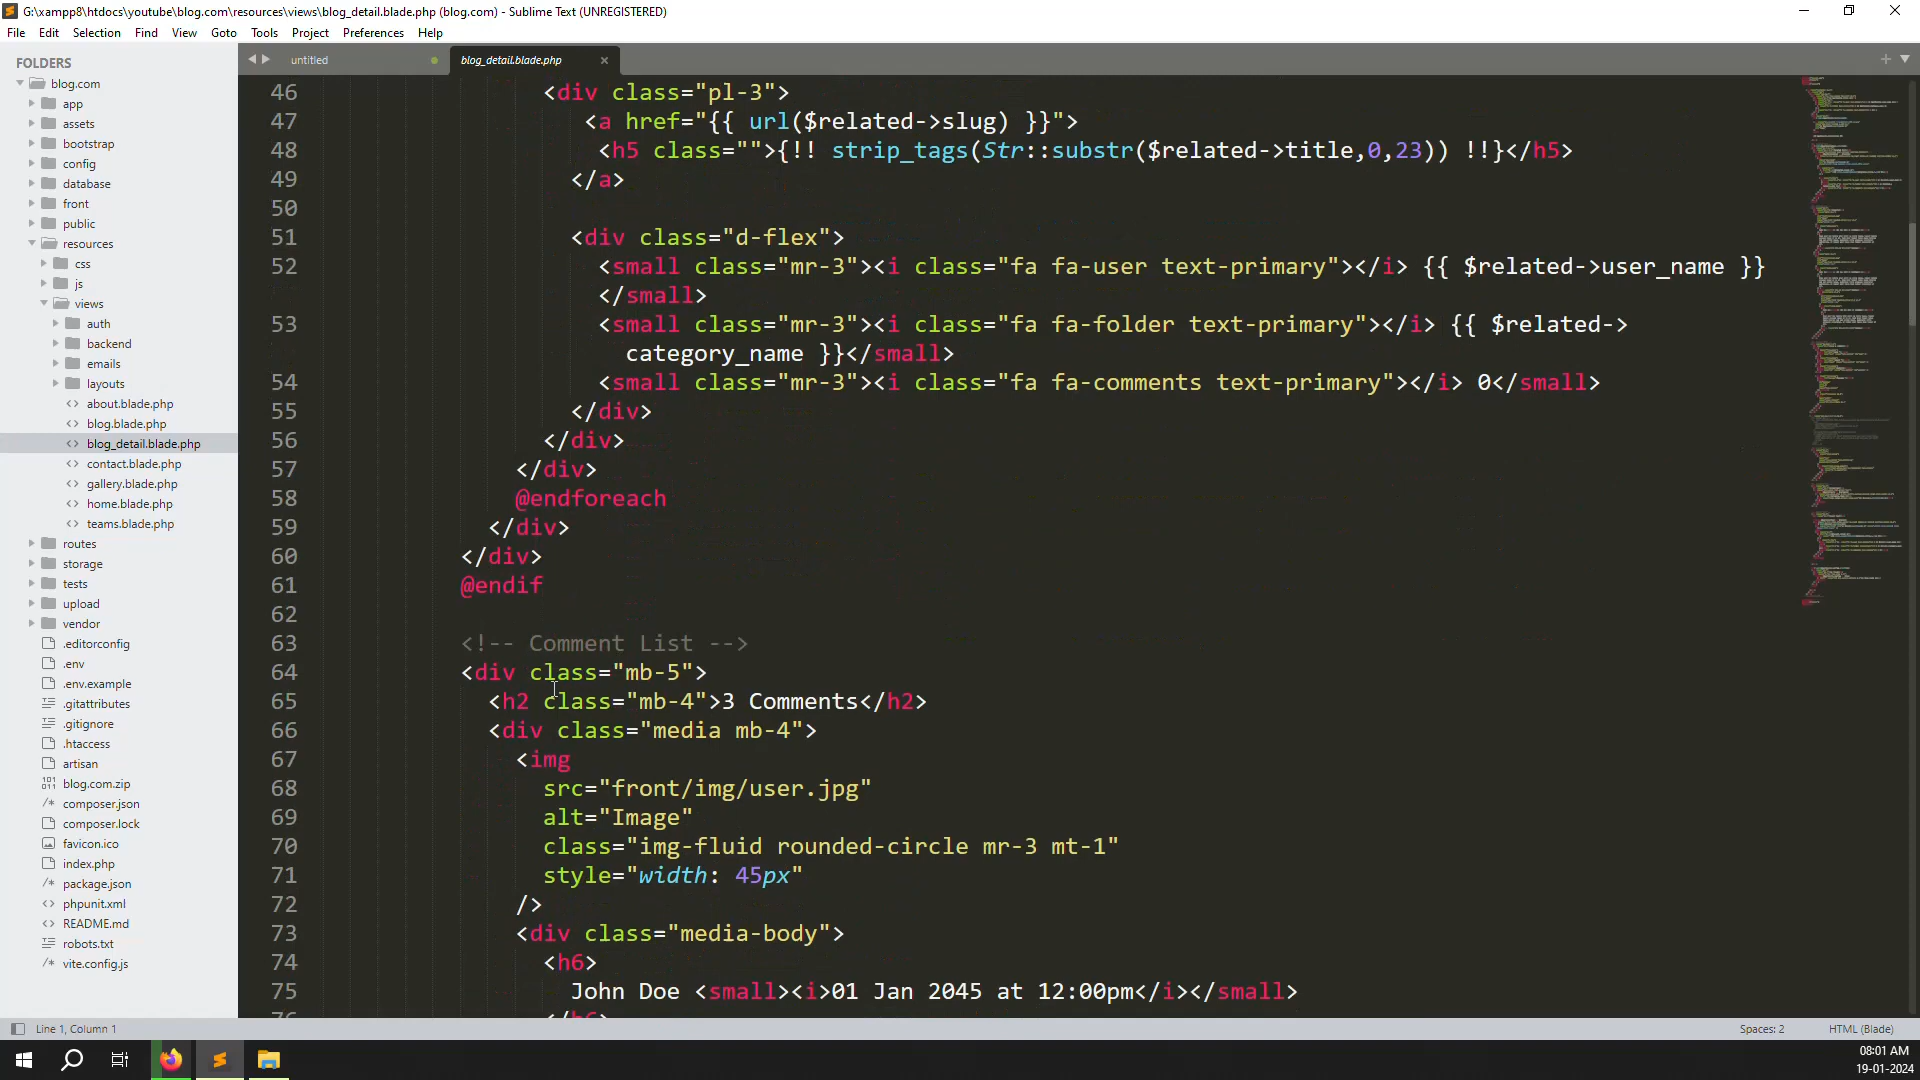 G:\xampp8\htdocs\youtube\blog.com\resources\views\blog_detail.blade.php (blog.com) - Sublime Text (UNREGISTERED)
File Edit Selection Find View Goto Tools Project Preferences Help
FOLDERS
blog.com
app
assets
bootstrap
config
database
front
public
resources
css
js
views
auth
backend
emails
layouts
about.blade.php
blog.blade.php
blog_detail.blade.php
contact.blade.php
gallery.blade.php
home.blade.php
teams.blade.php
routes
storage
tests
upload
vendor
.editorconfig
.env
.env.example
.gitattributes
.gitignore
.htaccess
artisan
blog.com.zip
composer.json
composer.lock
favicon.ico
index.php
package.json
phpunit.xml
README.md
robots.txt
vite.config.js
untitled
blog_detail.blade.php
46 <div class="pl-3">
47 <a href="{{ url($related->slug) }}">
48 <h5 class="">{!! strip_tags(Str::substr($related->title,0,23)) !!}</h5>
49 </a>
50
51 <div class="d-flex">
52 <small class="mr-3"><i class="fa fa-user text-primary"></i> {{ $related->user_name }}
</small>
53 <small class="mr-3"><i class="fa fa-folder text-primary"></i> {{ $related->
category_name }}</small>
54 <small class="mr-3"><i class="fa fa-comments text-primary"></i> 0</small>
55 </div>
56 </div>
57 </div>
58 @endforeach
59 </div>
60 </div>
61 @endif
62
63 <!-- Comment List -->
64 <div class="mb-5">
65 <h2 class="mb-4">3 Comments</h2>
66 <div class="media mb-4">
67 <img
68 src="front/img/user.jpg"
69 alt="Image"
70 class="img-fluid rounded-circle mr-3 mt-1"
71 style="width: 45px"
72 />
73 <div class="media-body">
74 <h6>
75 John Doe <small><i>01 Jan 2045 at 12:00pm</i></small>
76 </h6>
Line 1, Column 1
Spaces: 2
HTML (Blade)
08:01 AM
19-01-2024